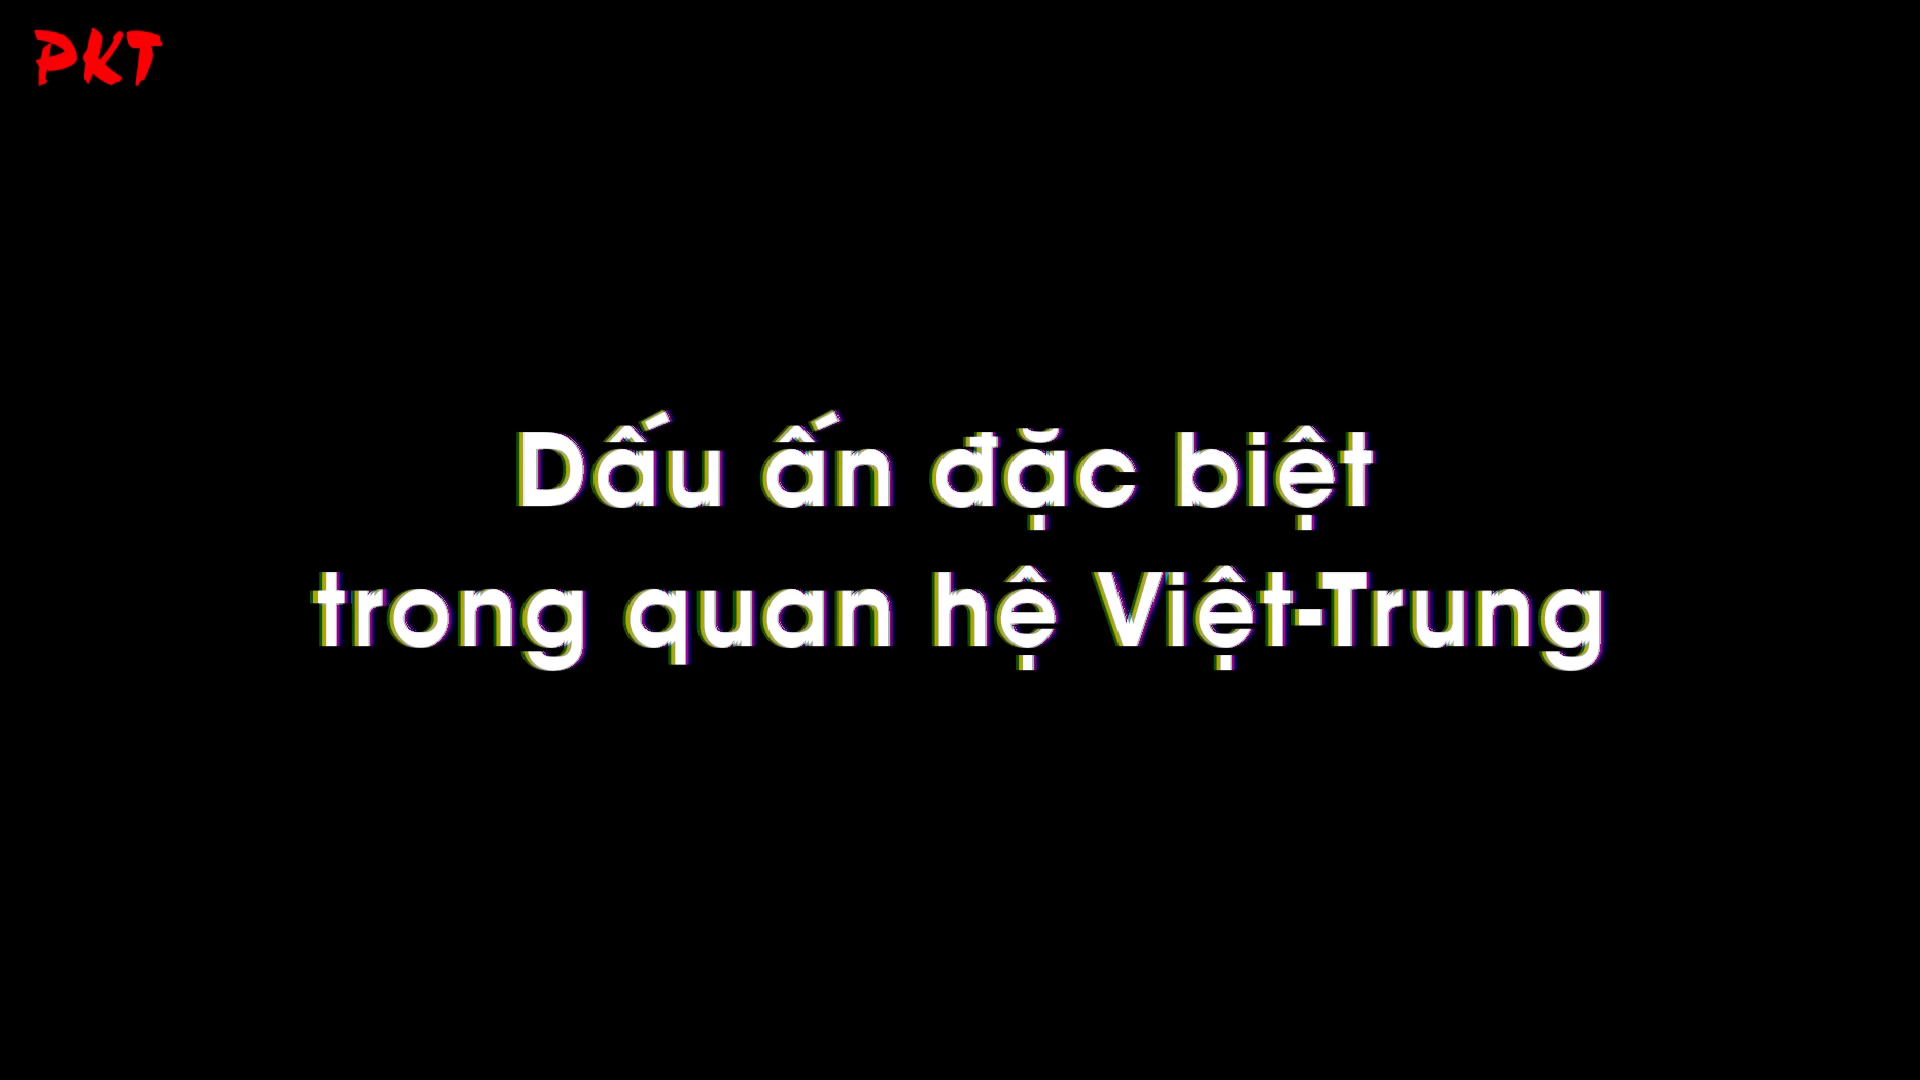 PKT
Dấu ấn đặc biệt
trong quan hệ Việt-Trung